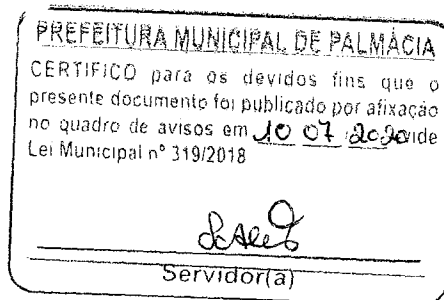 PREFEITURA MUNICIPAL DE PALMÁCIA
CERTIFICO para os devidos fins que o
presente documento foi publicado por afixação
no quadro de avisos em 10 07 2020 vide
Lei Municipal nº 319/2018
Servidor(a)